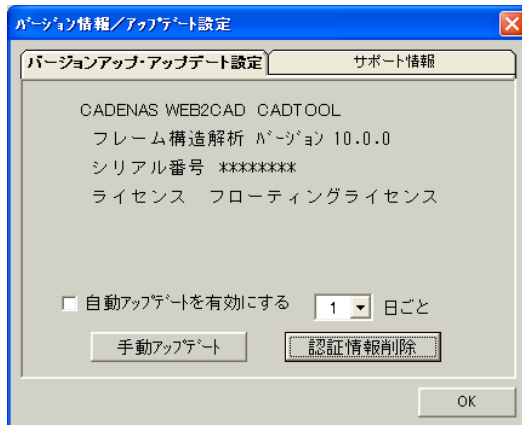 ﾊﾞｰｼﾞｮﾝ情報／ｱｯﾌﾟﾃﾞｰﾄ設定
バージョンアップ・アップデート設定
サポート情報
CADENAS WEB2CAD CADTOOL
フレーム構造解析 ﾊﾞｰｼﾞｮﾝ 10.0.0
シリアル番号 ********
ライセンス フローティングライセンス
自動ｱｯﾌﾟﾃﾞｰﾄを有効にする 1 日ごと
手動ｱｯﾌﾟﾃﾞｰﾄ 認証情報削除
OK